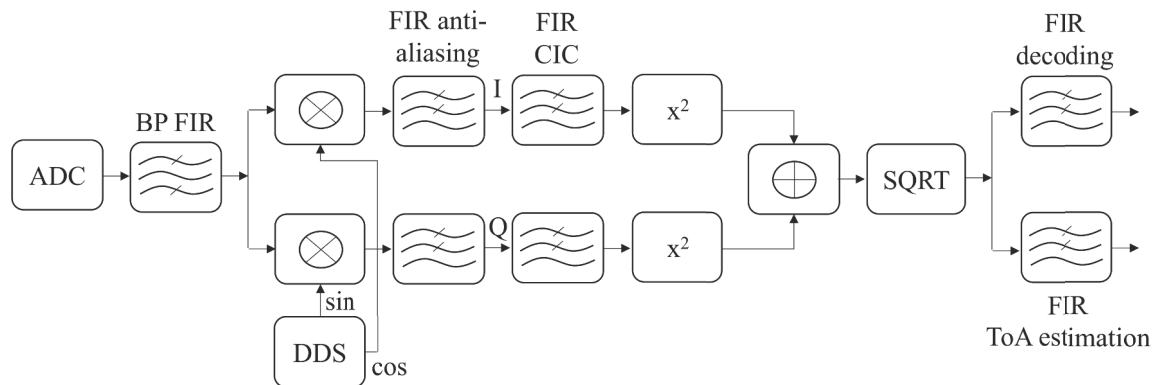 FIR anti-
aliasing
FIR
CIC
FIR
decoding
I
BP FIR
x²
ADC
SQRT
Q
x²
sin
DDS
cos
FIR
ToA estimation